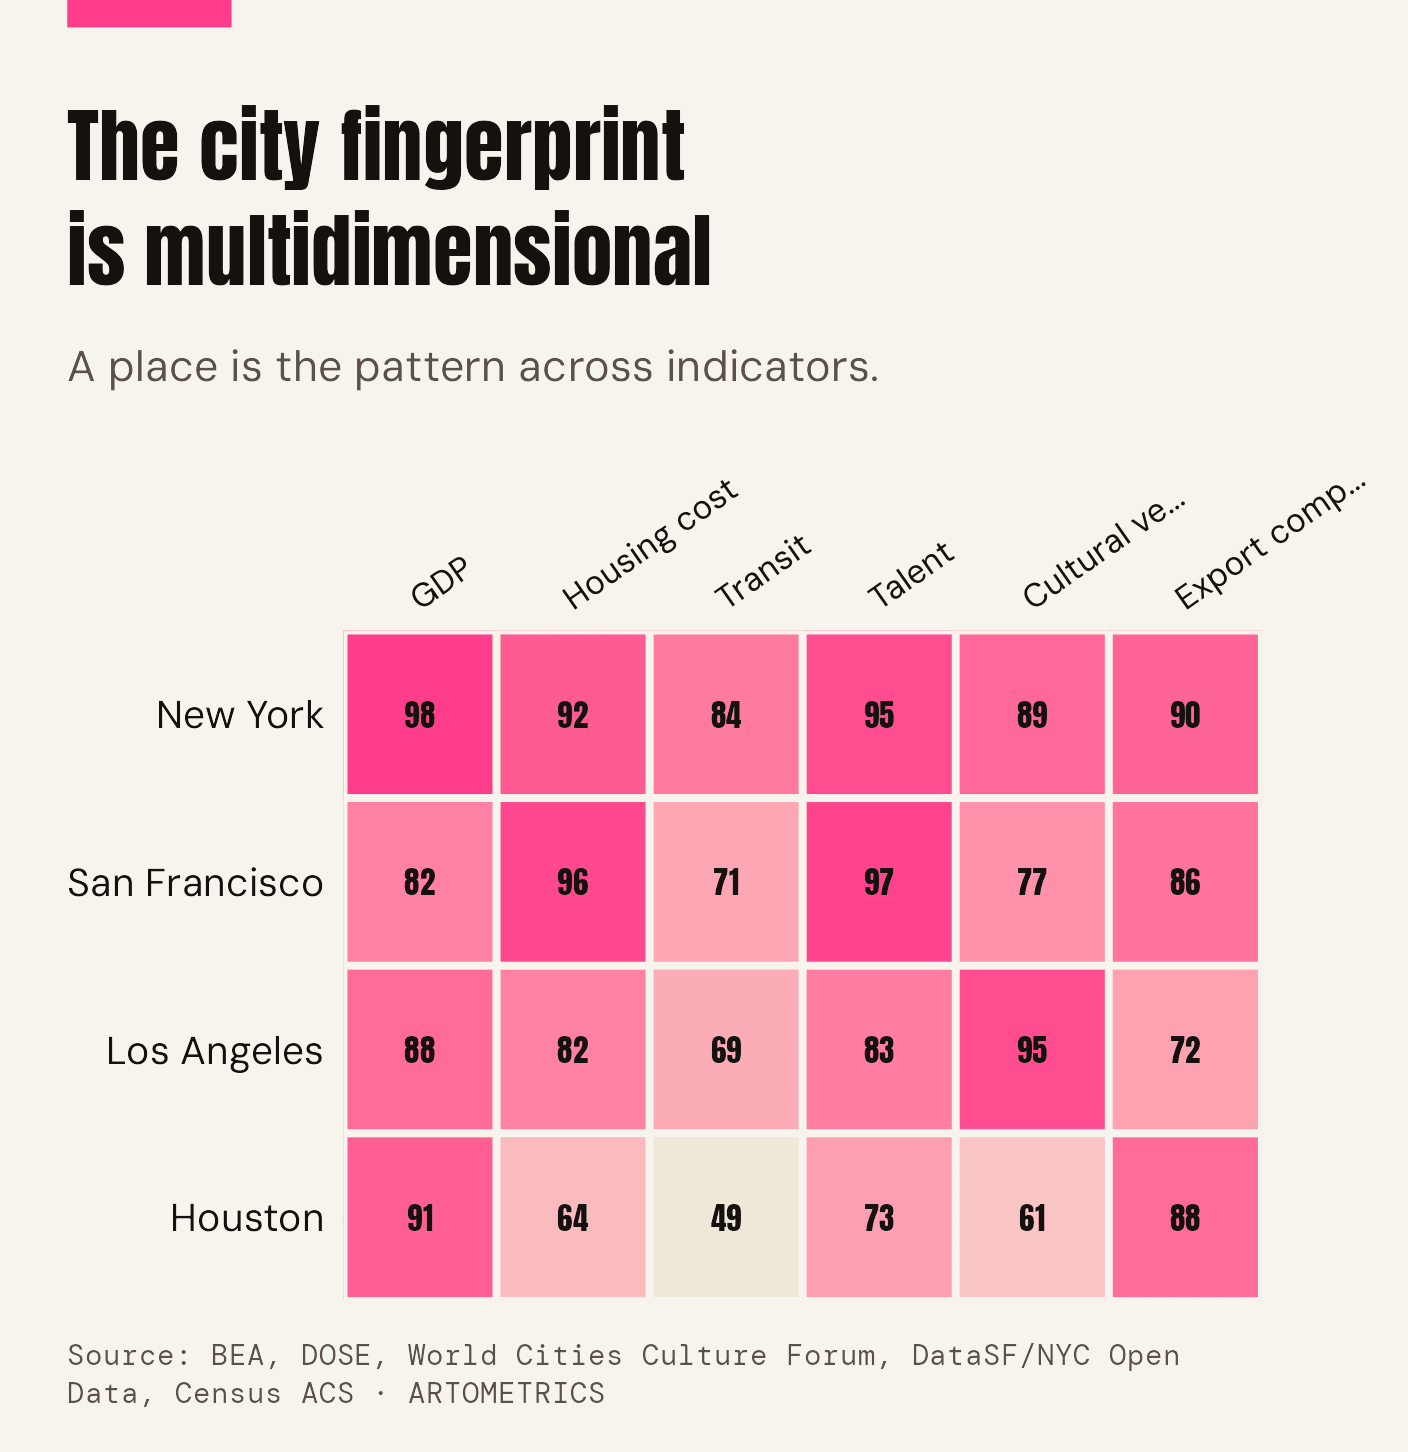 The city fingerprint
is multidimensional
A place is the pattern across indicators.
GDP
Housing cost
Transit
Talent
Cultural ve…
Export comp…
New York 98 92 84 95 89 90
San Francisco 82 96 71 97 77 86
Los Angeles 88 82 69 83 95 72
Houston 91 64 49 73 61 88
Source: BEA, DOSE, World Cities Culture Forum, DataSF/NYC Open
Data, Census ACS · ARTOMETRICS